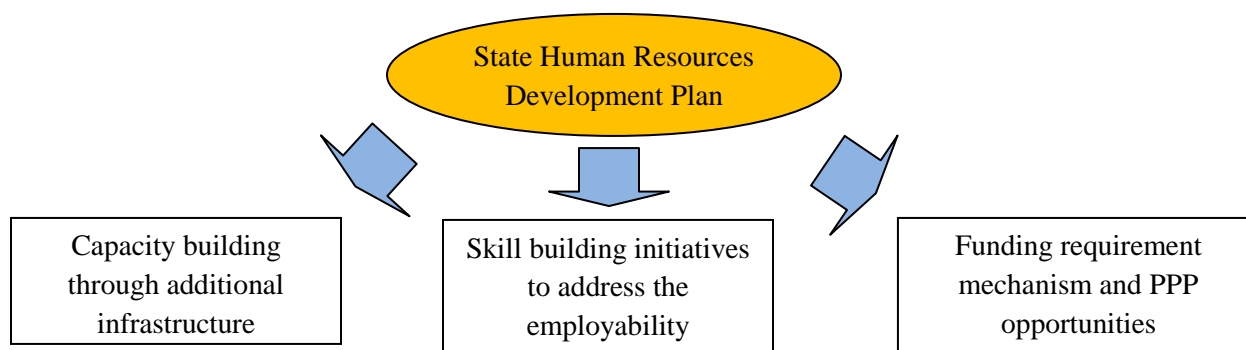 State Human Resources
Development Plan
Capacity building
through additional
infrastructure
Skill building initiatives
to address the
employability
Funding requirement
mechanism and PPP
opportunities